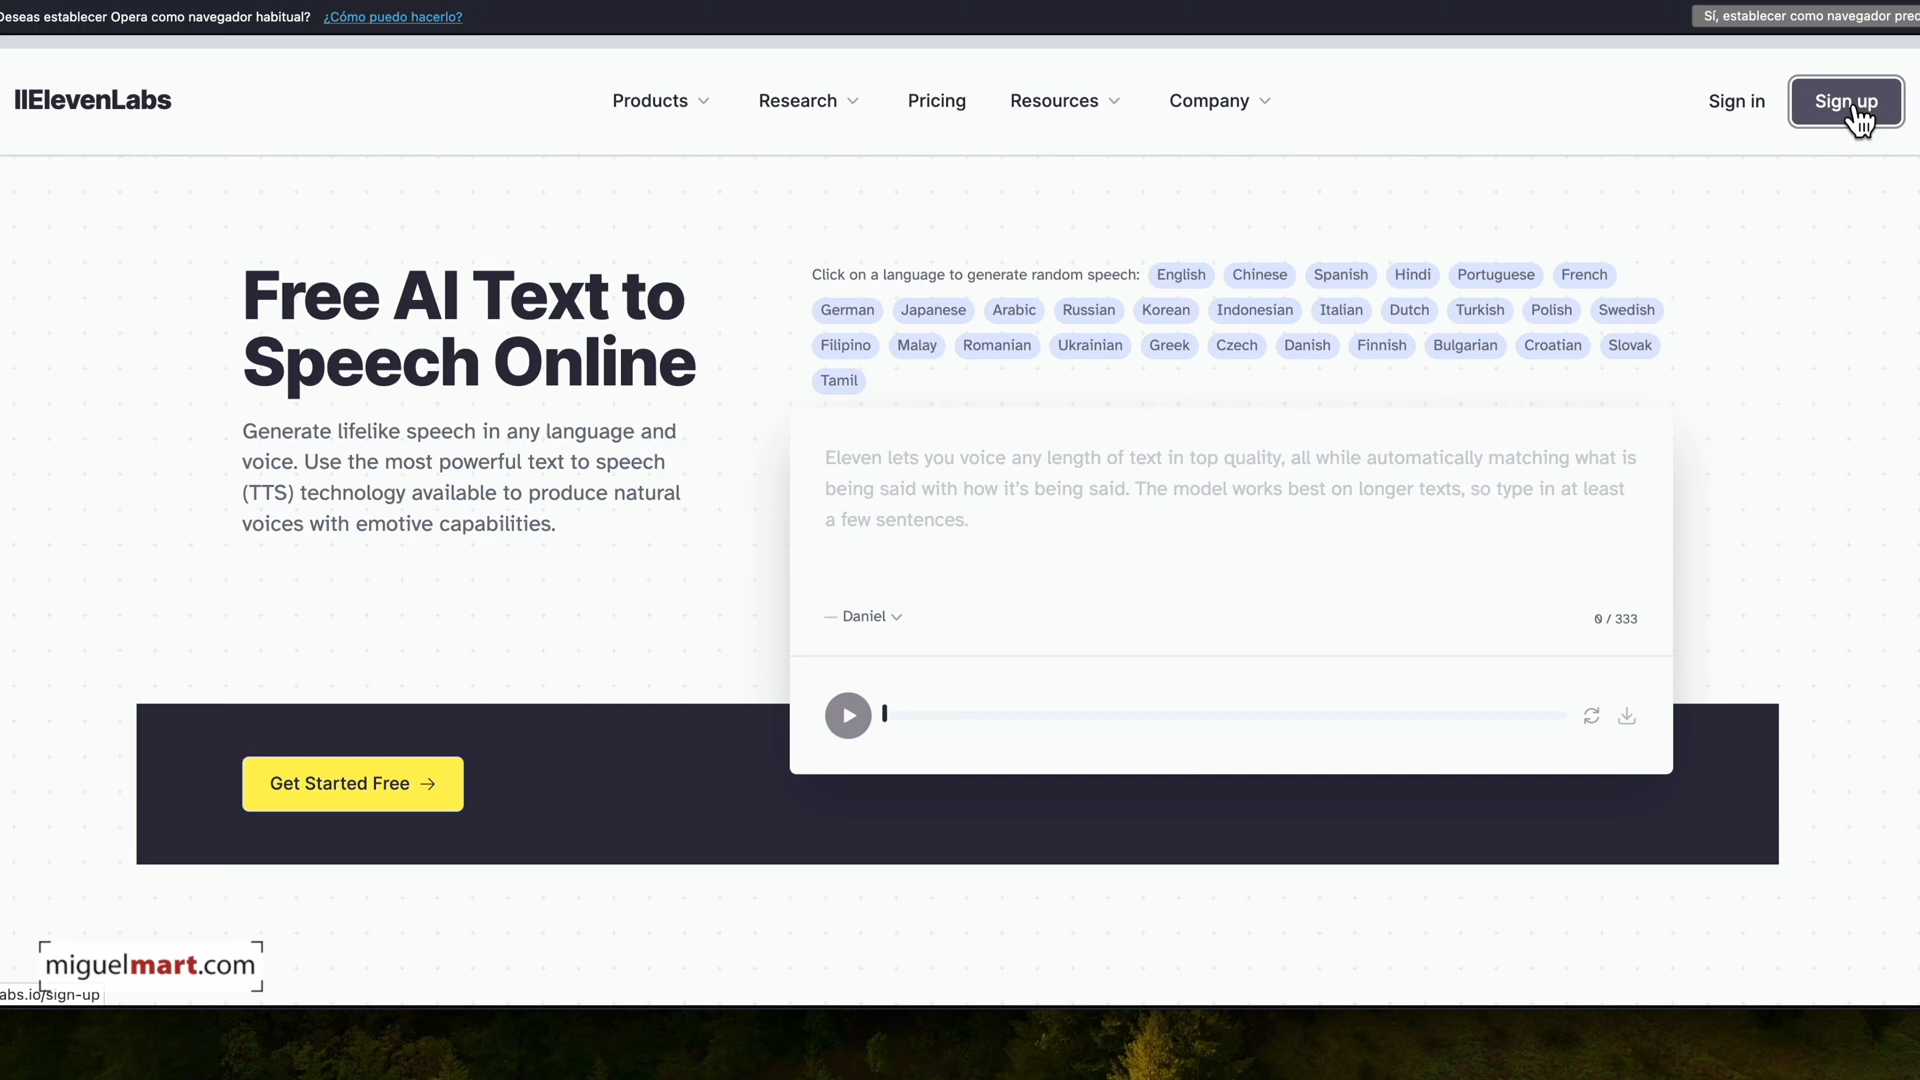 Deseas establecer Opera como navegador habitual? ¿Cómo puedo hacerlo? Sí, establecer como navegador pred
IIElevenLabs Products Research Pricing Resources Company Sign in Sign up
Free AI Text to
Speech Online
Generate lifelike speech in any language and
voice. Use the most powerful text to speech
(TTS) technology available to produce natural
voices with emotive capabilities.
Click on a language to generate random speech: English Chinese Spanish Hindi Portuguese French
German Japanese Arabic Russian Korean Indonesian Italian Dutch Turkish Polish Swedish
Filipino Malay Romanian Ukrainian Greek Czech Danish Finnish Bulgarian Croatian Slovak
Tamil
Eleven lets you voice any length of text in top quality, all while automatically matching what is
being said with how it's being said. The model works best on longer texts, so type in at least
a few sentences.
— Daniel 0 / 333
Get Started Free →
miguelmart.com
abs.io/sign-up